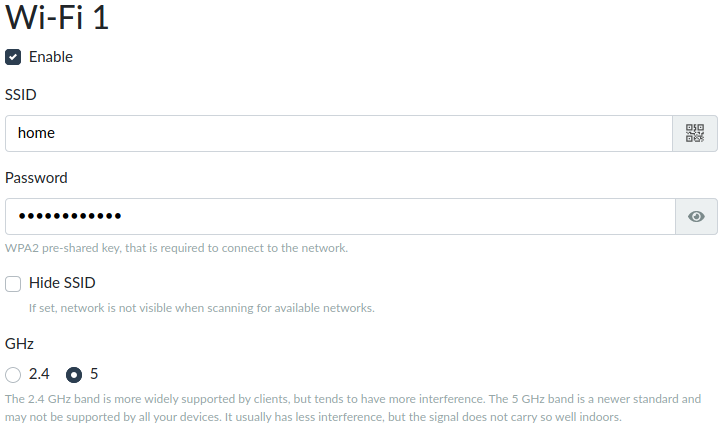 Wi-Fi 1
Enable
SSID
home
Password
••••••••••••
WPA2 pre-shared key, that is required to connect to the network.
Hide SSID
If set, network is not visible when scanning for available networks.
GHz
2.4 5
The 2.4 GHz band is more widely supported by clients, but tends to have more interference. The 5 GHz band is a newer standard and
may not be supported by all your devices. It usually has less interference, but the signal does not carry so well indoors.